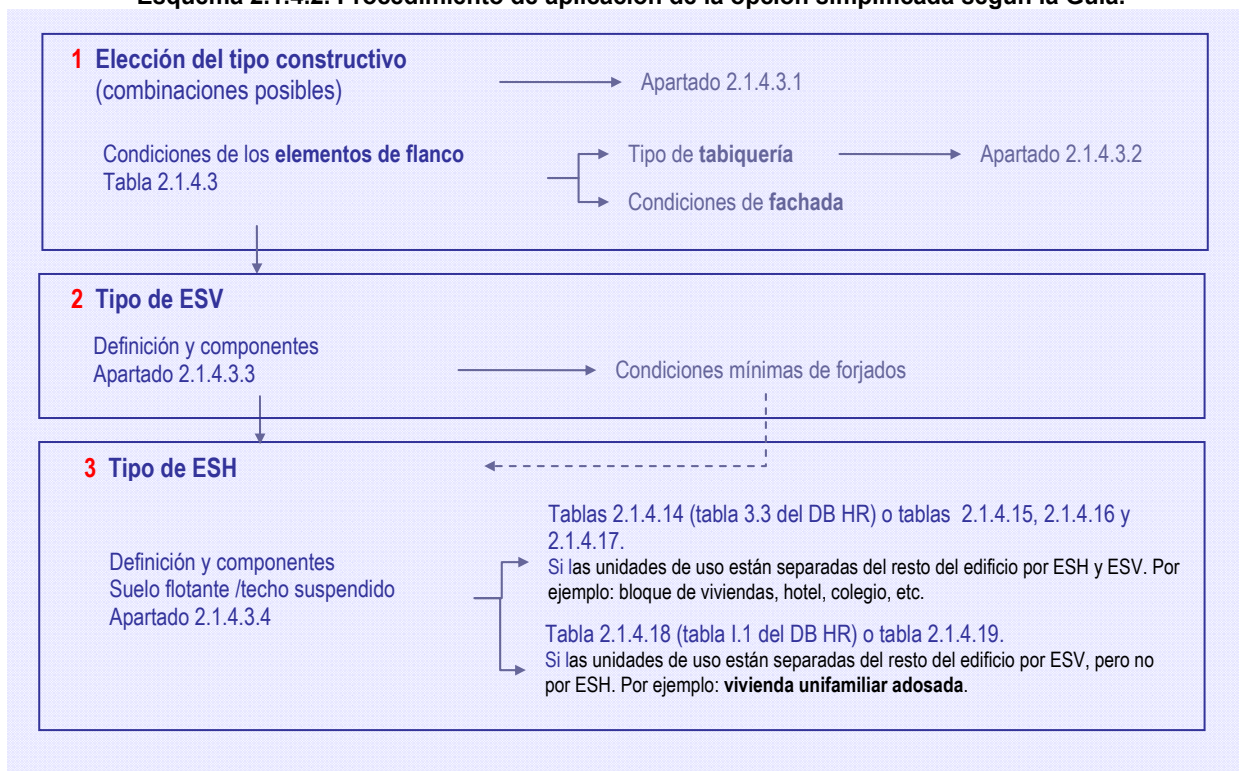 Esquema 2.1.4.2. Procedimiento de aplicación de la opción simplificada según la Guía.
1 Elección del tipo constructivo
(combinaciones posibles)
Apartado 2.1.4.3.1
Condiciones de los elementos de flanco
Tabla 2.1.4.3
Tipo de tabiquería
Apartado 2.1.4.3.2
Condiciones de fachada
2 Tipo de ESV
Definición y componentes
Apartado 2.1.4.3.3
Condiciones mínimas de forjados
3 Tipo de ESH
Definición y componentes
Suelo flotante /techo suspendido
Apartado 2.1.4.3.4
Tablas 2.1.4.14 (tabla 3.3 del DB HR) o tablas 2.1.4.15, 2.1.4.16 y
2.1.4.17.
Si las unidades de uso están separadas del resto del edificio por ESH y ESV. Por
ejemplo: bloque de viviendas, hotel, colegio, etc.
Tabla 2.1.4.18 (tabla I.1 del DB HR) o tabla 2.1.4.19.
Si las unidades de uso están separadas del resto del edificio por ESV, pero no
por ESH. Por ejemplo: vivienda unifamiliar adosada.